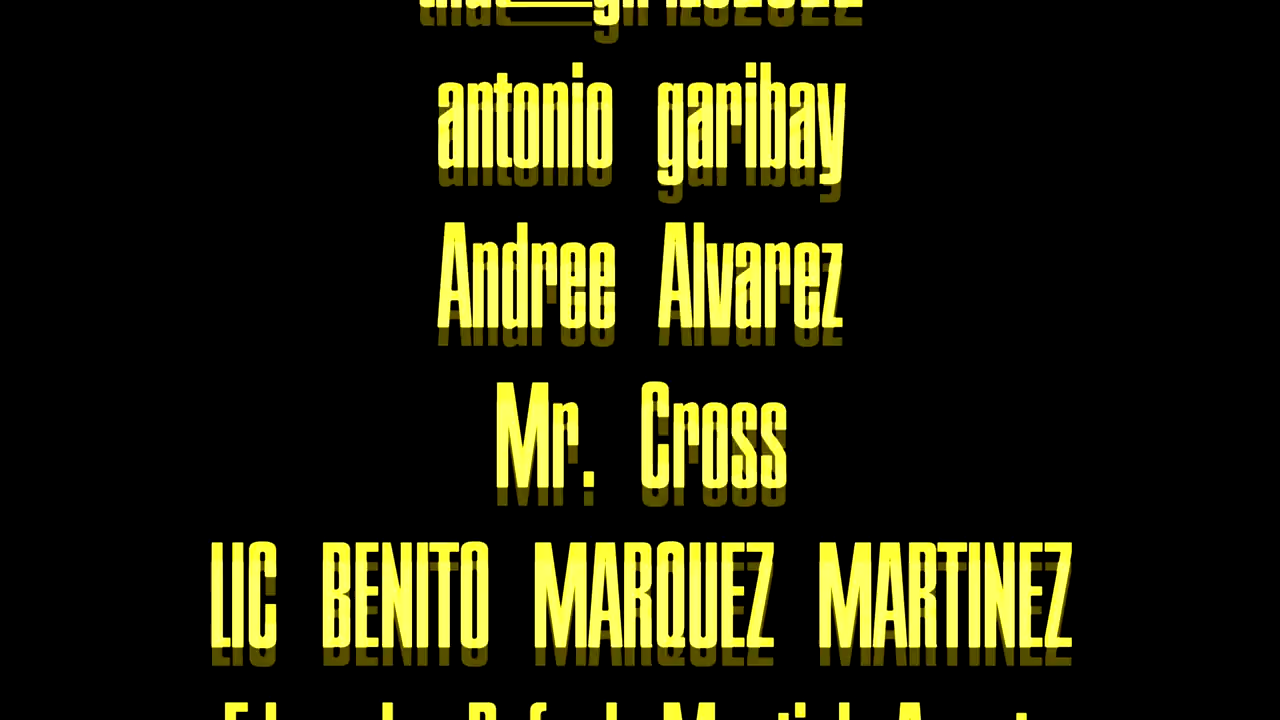 antonio garibay
Andree Alvarez
Mr. Cross
LIC BENITO MARQUEZ MARTINEZ